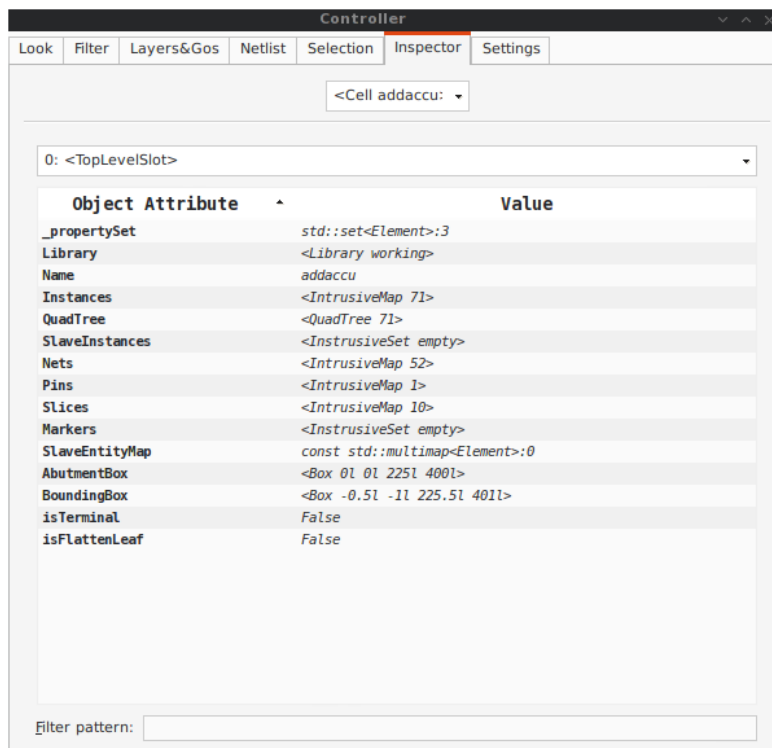 Controller
Look Filter Layers&Gos Netlist Selection Inspector Settings
<Cell addaccu:
0: <TopLevelSlot>
Object Attribute Value
_propertySet std::set<Element>:3
Library <Library working>
Name addaccu
Instances <IntrusiveMap 71>
QuadTree <QuadTree 71>
SlaveInstances <InstrusiveSet empty>
Nets <IntrusiveMap 52>
Pins <IntrusiveMap 1>
Slices <IntrusiveMap 10>
Markers <InstrusiveSet empty>
SlaveEntityMap const std::multimap<Element>:0
AbutmentBox <Box 0l 0l 225l 400l>
BoundingBox <Box -0.5l -1l 225.5l 401l>
isTerminal False
isFlattenLeaf False
Filter pattern: